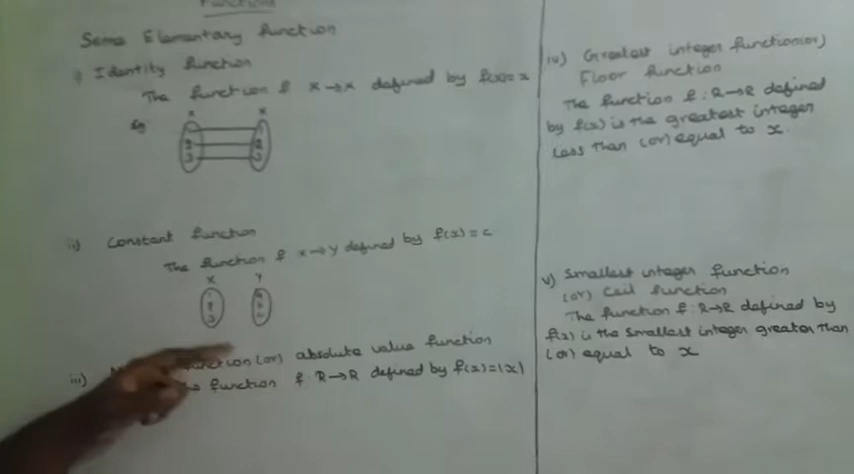 Functions
Some Elementary function
i) Identity function
The function f x→x defined by f(x)=x
Eg
x x
1 1
2 2
3 3
ii) Constant function
The function f x→y defined by f(x)=c
x y
1
2
3
iii) function (or) absolute value function
function f: R→R defined by f(x)=|x|
iv) Greatest integer function(or)
Floor function
The function f: R→R defined
by f(x) is the greatest integer
less than (or) equal to x.
v) Smallest integer function
(or) Ceil function
The function f: R→R defined by
f(x) is the smallest integer greater than
(or) equal to x